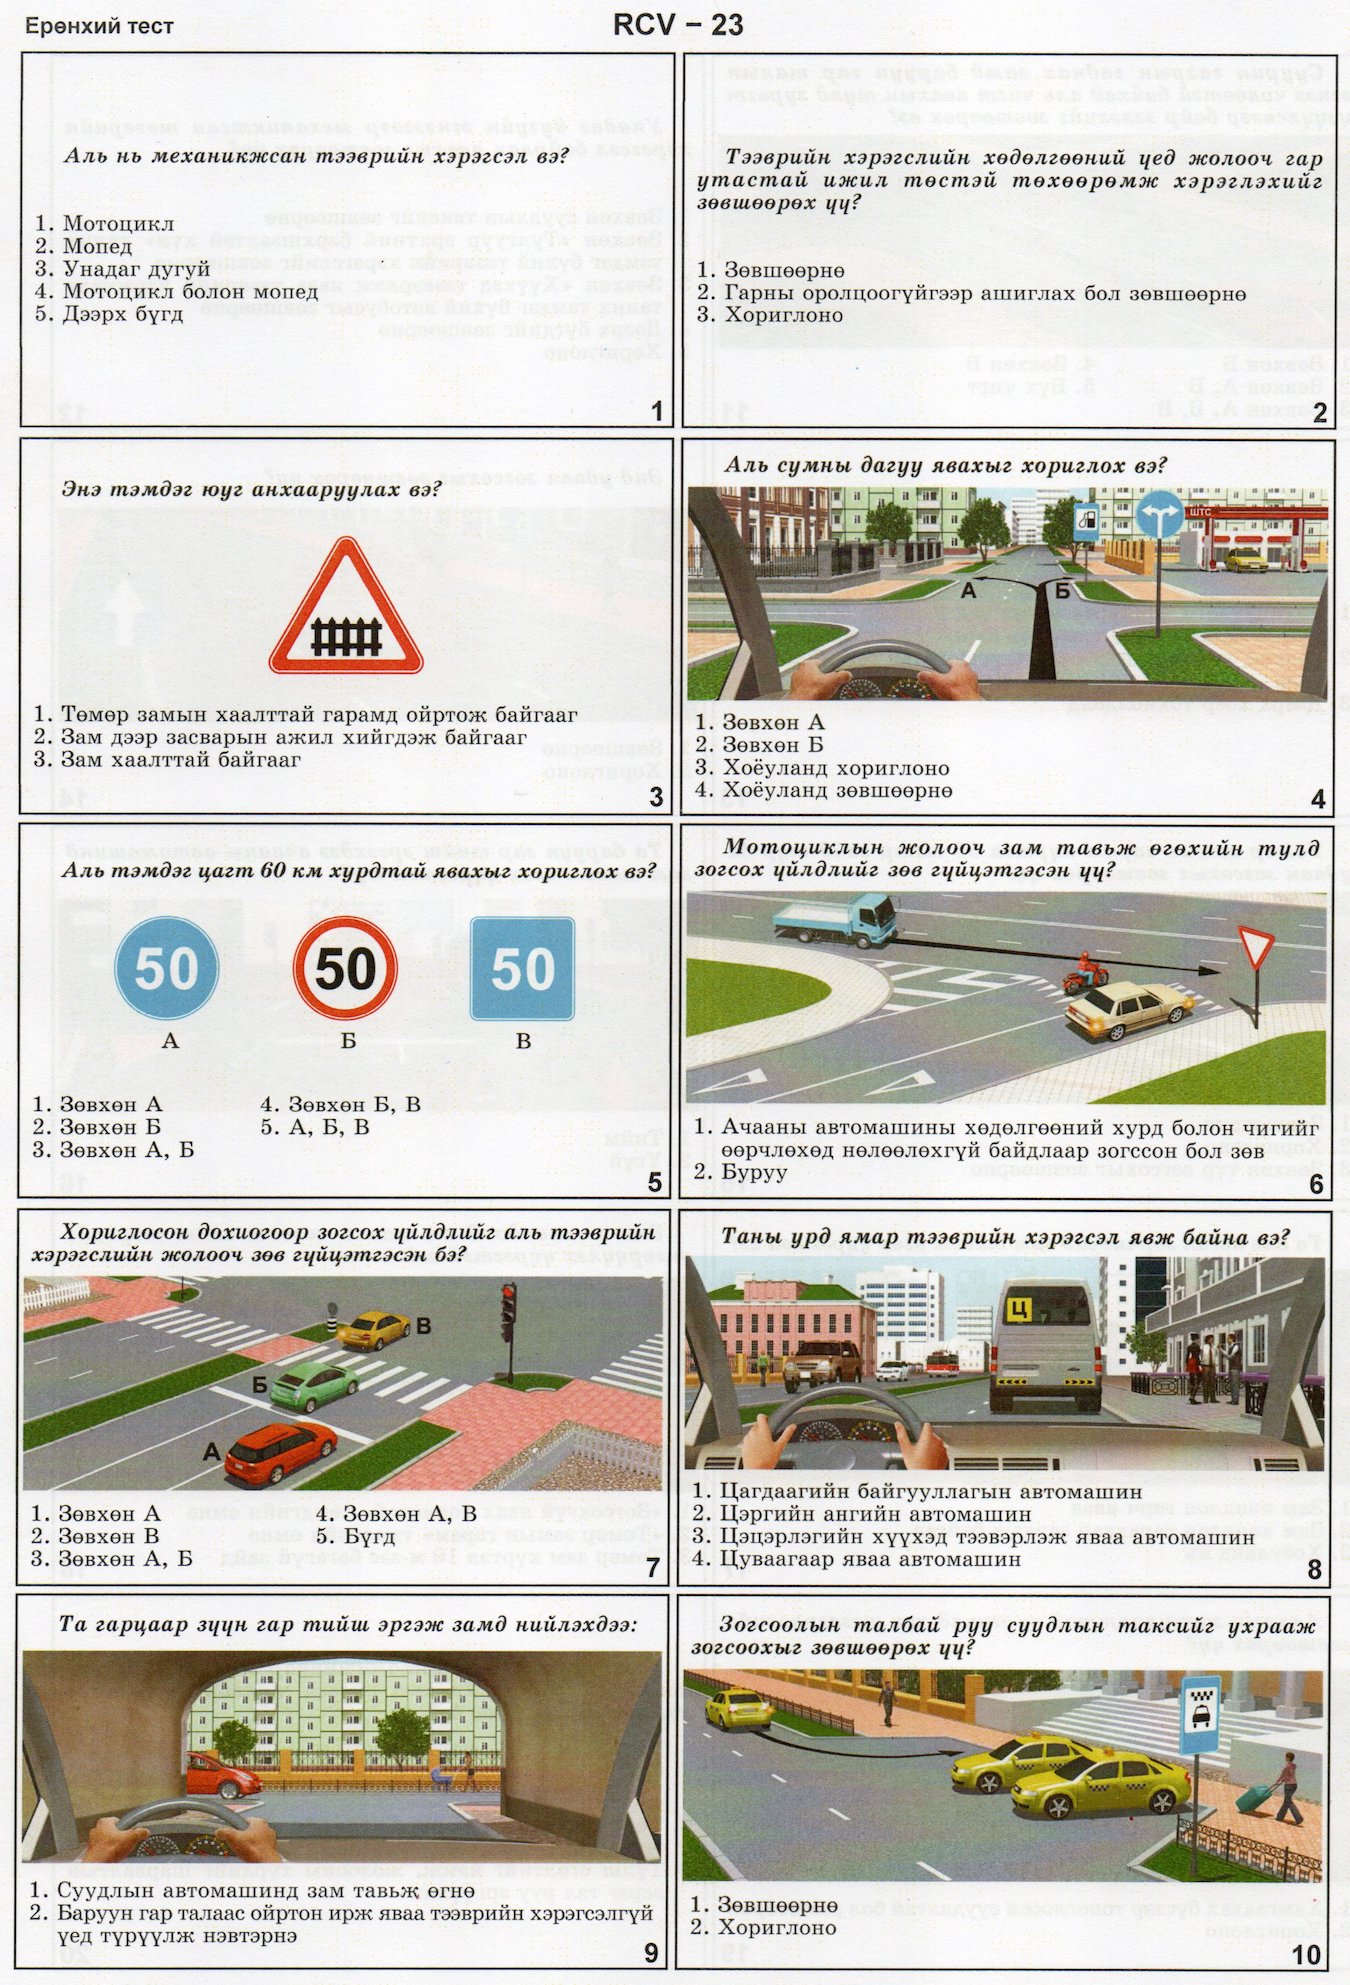 Ерөнхий тест
RCV – 23
Аль нь механикжсан тээврийн хэрэгсэл вэ?
1. Мотоцикл
2. Мопед
3. Унадаг дугуй
4. Мотоцикл болон мопед
5. Дээрх бүгд
1
Тээврийн хэрэгслийн хөдөлгөөний үед жолооч гар
утастай ижил төстэй төхөөрөмж хэрэглэхийг
зөвшөөрөх үү?
1. Зөвшөөрнө
2. Гарны оролцоогүйгээр ашиглах бол зөвшөөрнө
3. Хориглоно
2
Энэ тэмдэг юуг анхааруулах вэ?
1. Төмөр замын хаалттай гарамд ойртож байгааг
2. Зам дээр засварын ажил хийгдэж байгааг
3. Зам хаалттай байгааг
3
Аль сумны дагуу явахыг хориглох вэ?
ШТС
А
Б
1. Зөвхөн А
2. Зөвхөн Б
3. Хоёуланд хориглоно
4. Хоёуланд зөвшөөрнө
4
Аль тэмдэг цагт 60 км хурдтай явахыг хориглох вэ?
50 50 50
А Б В
1. Зөвхөн А
2. Зөвхөн Б
3. Зөвхөн А, Б
4. Зөвхөн Б, В
5. А, Б, В
5
Мотоциклын жолооч зам тавьж өгөхийн тулд
зогсох үйлдлийг зөв гүйцэтгэсэн үү?
1. Ачааны автомашины хөдөлгөөний хурд болон чигийг
өөрчлөхөд нөлөөлөхгүй байдлаар зогссон бол зөв
2. Буруу
6
Хориглосон дохиогоор зогсох үйлдлийг аль тээврийн
хэрэгслийн жолооч зөв гүйцэтгэсэн бэ?
В
Б
А
1. Зөвхөн А
2. Зөвхөн В
3. Зөвхөн А, Б
4. Зөвхөн А, В
5. Бүгд
7
Таны урд ямар тээврийн хэрэгсэл явж байна вэ?
Ц
1. Цагдаагийн байгууллагын автомашин
2. Цэргийн ангийн автомашин
3. Цэцэрлэгийн хүүхэд тээвэрлэж яваа автомашин
4. Цуваагаар яваа автомашин
8
Та гарцаар зүүн гар тийш эргэж замд нийлэхдээ:
1. Суудлын автомашинд зам тавьж өгнө
2. Баруун гар талаас ойртон ирж яваа тээврийн хэрэгсэлгүй
үед түрүүлж нэвтэрнэ
9
Зогсоолын талбай руу суудлын таксийг ухрааж
зогсоохыг зөвшөөрөх үү?
1. Зөвшөөрнө
2. Хориглоно
10